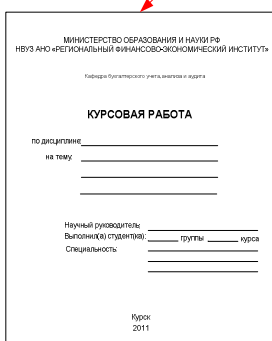 МИНИСТЕРСТВО ОБРАЗОВАНИЯ И НАУКИ РФ
НВУЗ АНО «РЕГИОНАЛЬНЫЙ ФИНАНСОВО-ЭКОНОМИЧЕСКИЙ ИНСТИТУТ»
Кафедра бухгалтерского учета, анализа и аудита
КУРСОВАЯ РАБОТА
по дисциплине
на тему:
Научный руководитель:
Выполнил(а) студент(ка): группы курса
Специальность:
Курск
2011